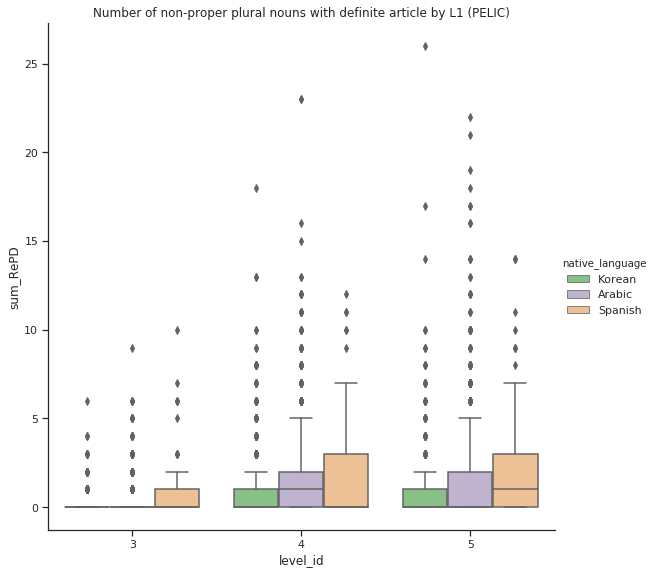 Number of non-proper plural nouns with definite article by L1 (PELIC)
25
20
15
10
5
0
sum_RePD
3
4
5
level_id
native_language
Korean
Arabic
Spanish